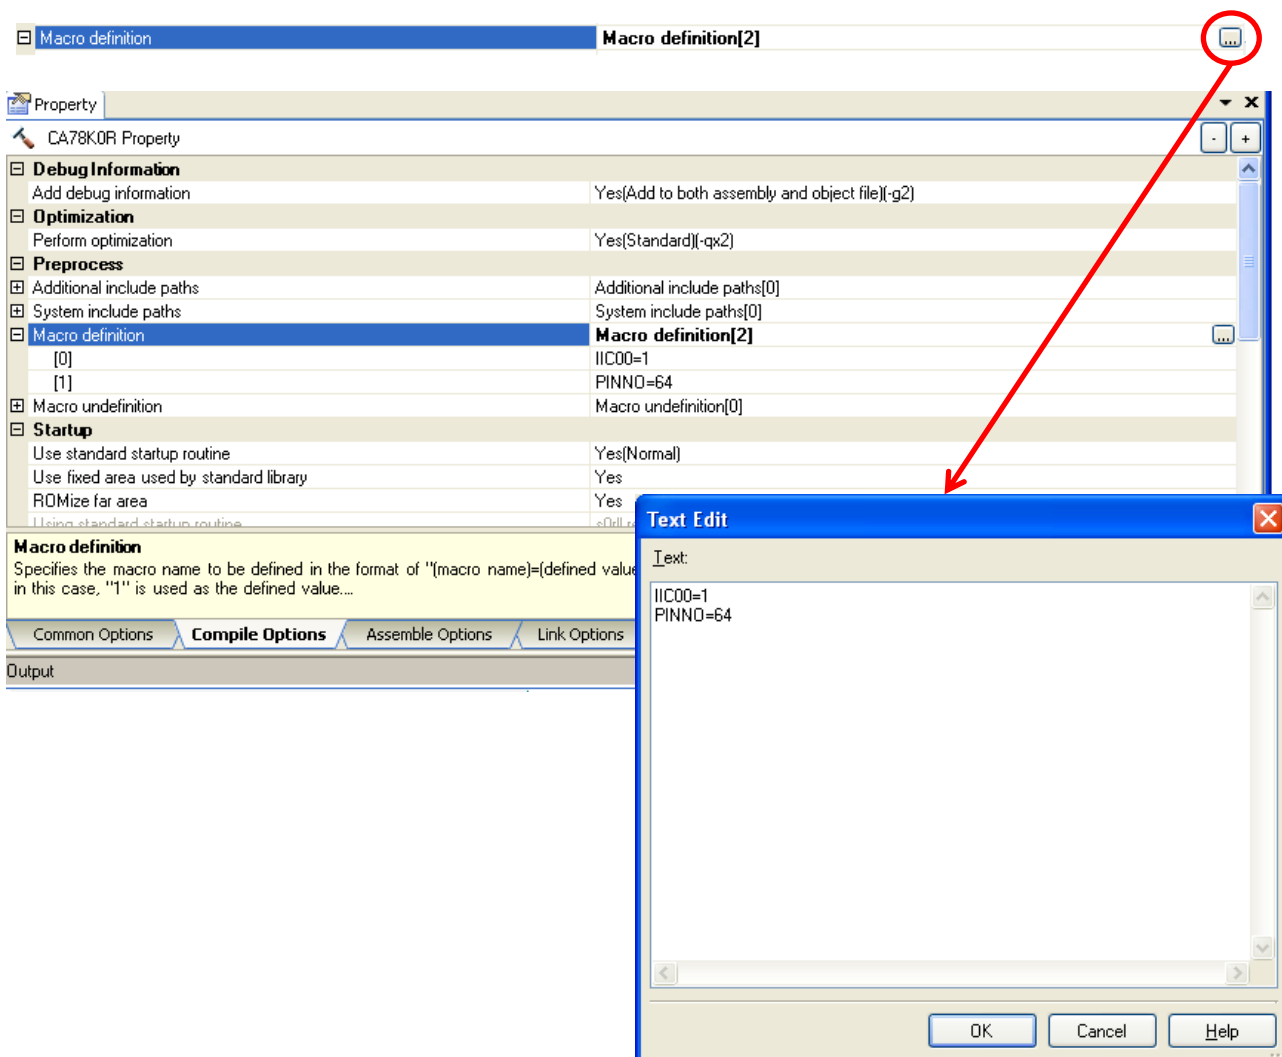 Macro definition Macro definition[2] ...
Property
CA78K0R Property - +
Debug Information
Add debug information Yes(Add to both assembly and object file)(-g2)
Optimization
Perform optimization Yes(Standard)(-qx2)
Preprocess
Additional include paths Additional include paths[0]
System include paths System include paths[0]
Macro definition Macro definition[2] ...
[0] IIC00=1
[1] PINNO=64
Macro undefinition Macro undefinition[0]
Startup
Use standard startup routine Yes(Normal)
Use fixed area used by standard library Yes
ROMize far area Yes
Using standard startup routine
Macro definition
Specifies the macro name to be defined in the format of "(macro name)=(defined value
in this case, "1" is used as the defined value....
Common Options Compile Options Assemble Options Link Options
Output
Text Edit
Text:
IIC00=1
PINNO=64
OK Cancel Help